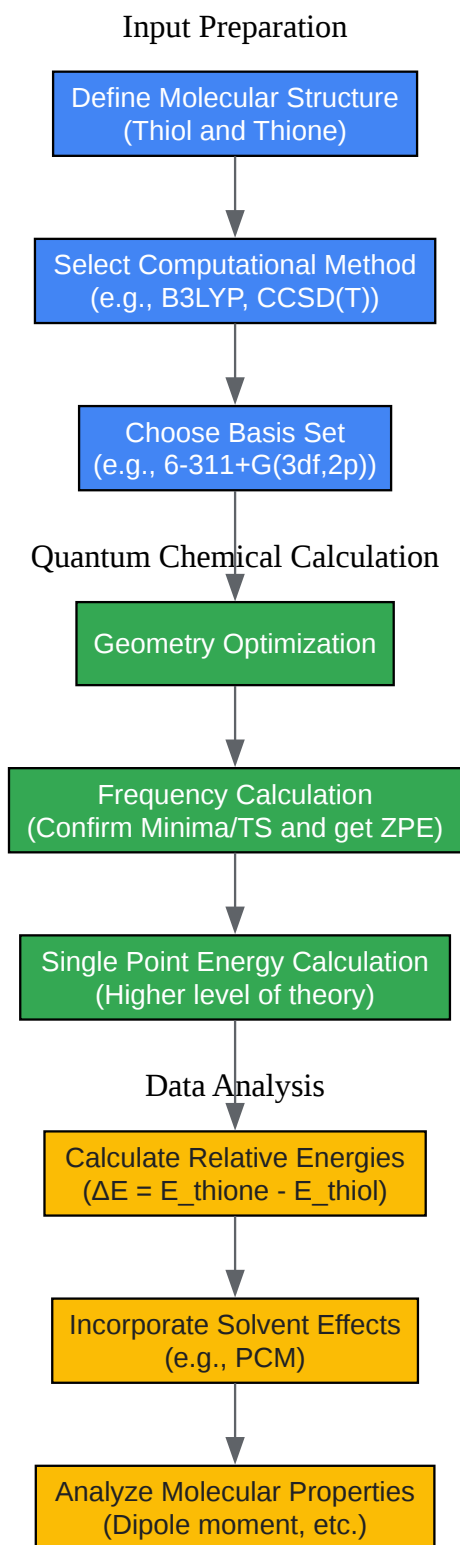 Input Preparation
Define Molecular Structure
(Thiol and Thione)
Select Computational Method
(e.g., B3LYP, CCSD(T))
Choose Basis Set
(e.g., 6-311+G(3df,2p))
Quantum Chemical Calculation
Geometry Optimization
Frequency Calculation
(Confirm Minima/TS and get ZPE)
Single Point Energy Calculation
(Higher level of theory)
Data Analysis
Calculate Relative Energies
(ΔE = E_thione - E_thiol)
Incorporate Solvent Effects
(e.g., PCM)
Analyze Molecular Properties
(Dipole moment, etc.)